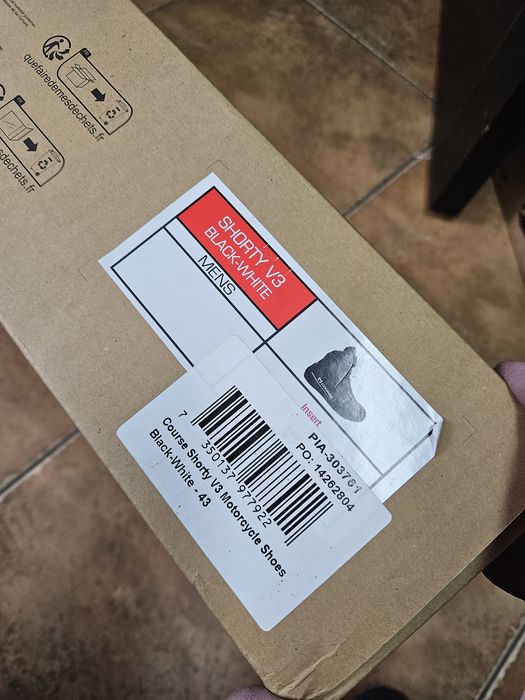 quefairedemesdechets.fr
FR
SHORTY V3
BLACK-WHITE
MENS
Insert
PIA-303761
PO: 14262804
7 350137 977922
Course Shorty V3 Motorcycle Shoes
Black-White - 43